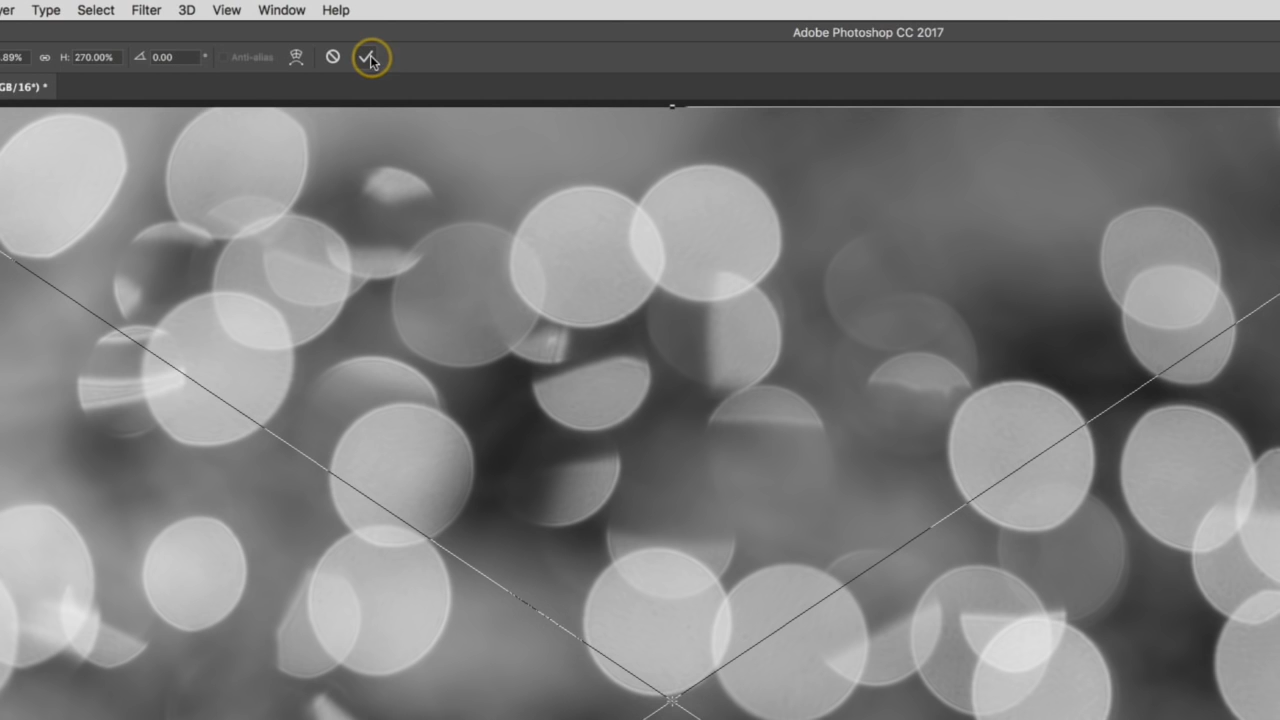 yer Type Select Filter 3D View Window Help
Adobe Photoshop CC 2017
.89% H: 270.00% 0.00 ° Anti-alias
GB/16*) *